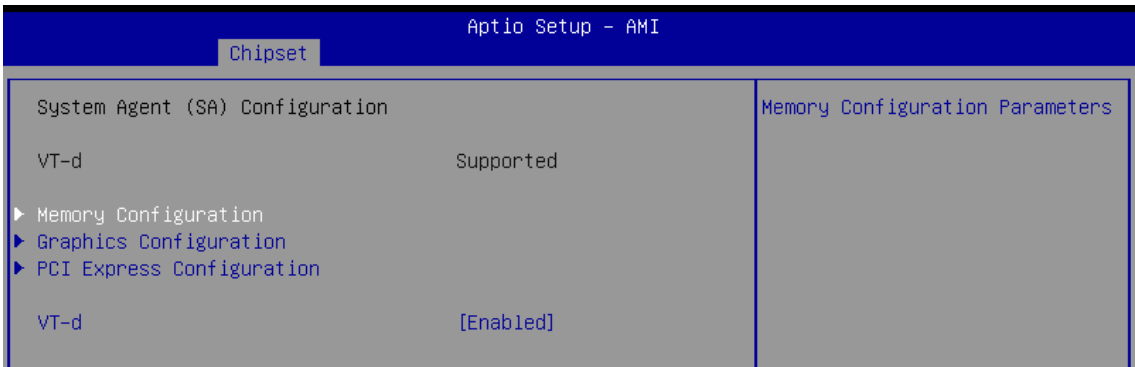 Aptio Setup – AMI
Chipset
System Agent (SA) Configuration
Memory Configuration Parameters
VT-d Supported
Memory Configuration
Graphics Configuration
PCI Express Configuration
VT-d [Enabled]